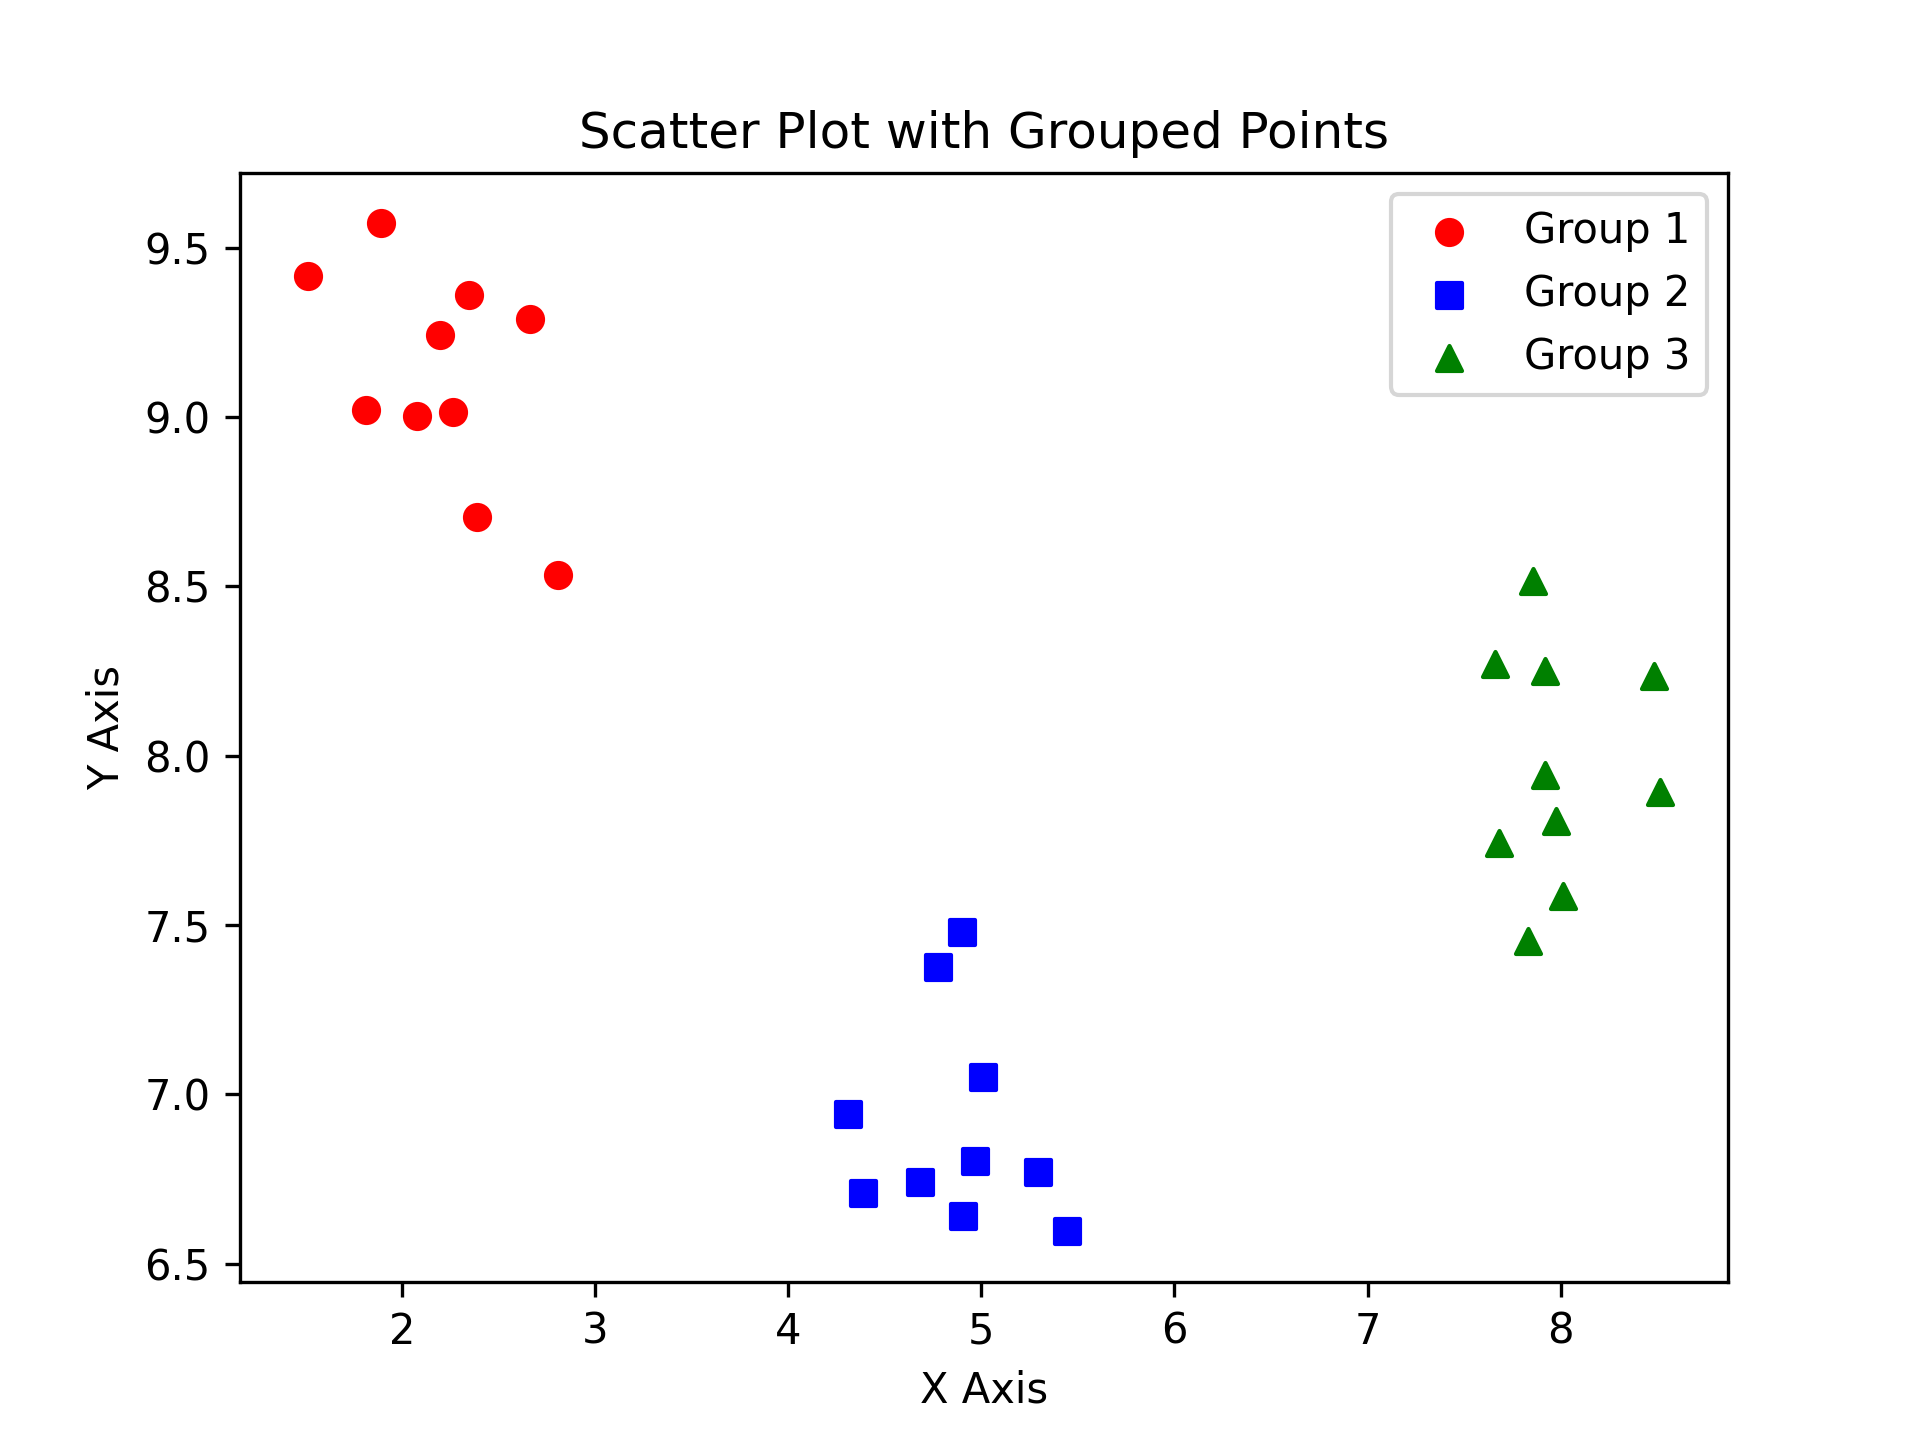 Scatter Plot with Grouped Points
Group 1
Group 2
Group 3
9.5
9.0
8.5
8.0
7.5
7.0
6.5
Y Axis
2 3 4 5 6 7 8
X Axis